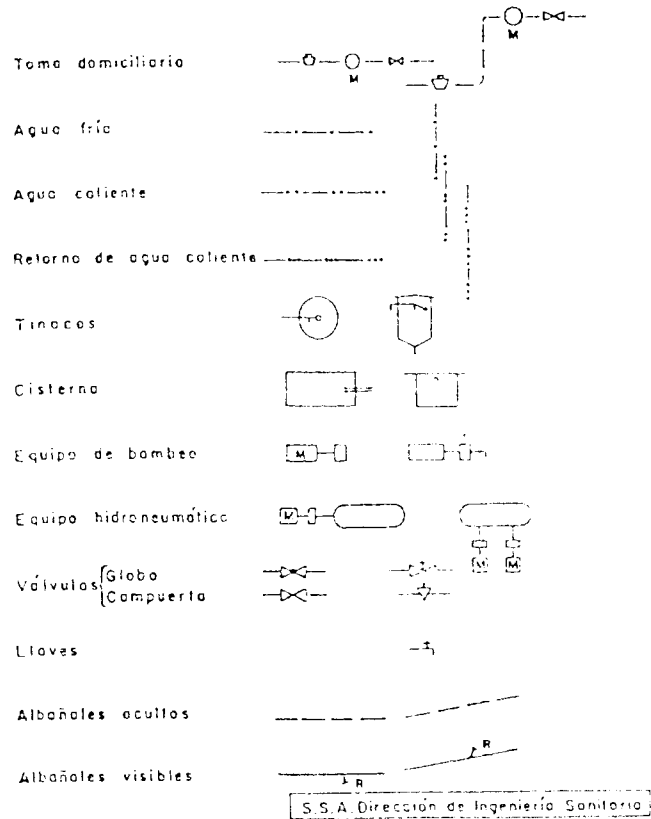 M
Toma domiciliaria
M
Agua fría
Agua caliente
Retorno de agua caliente
Tinacos
Cisterna
Equipo de bombeo
M
Equipo hidroneumático
M
M M
Válvulas { Globo
Compuerta
Llaves
Albañales ocultos
R
Albañales visibles
R
S.S.A. Dirección de Ingeniería Sanitaria